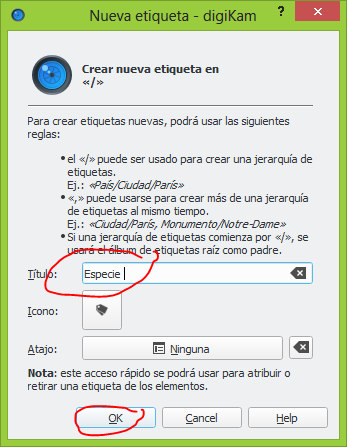 Nueva etiqueta - digiKam
?
Crear nueva etiqueta en
«/»
Para crear etiquetas nuevas, podrá usar las siguientes
reglas:
• el «/» puede ser usado para crear una jerarquía de
etiquetas.
Ej.: «País/Ciudad/París»
• «,» puede usarse para crear más de una jerarquía
de etiquetas al mismo tiempo.
Ej.: «Ciudad/París, Monumento/Notre-Dame»
• Si una jerarquía de etiquetas comienza por «/», se
usará el álbum de etiquetas raíz como padre.
Título: Especie
Icono:
Atajo: Ninguna
Nota: este acceso rápido se podrá usar para atribuir o
retirar una etiqueta de los elementos.
OK Cancel Help